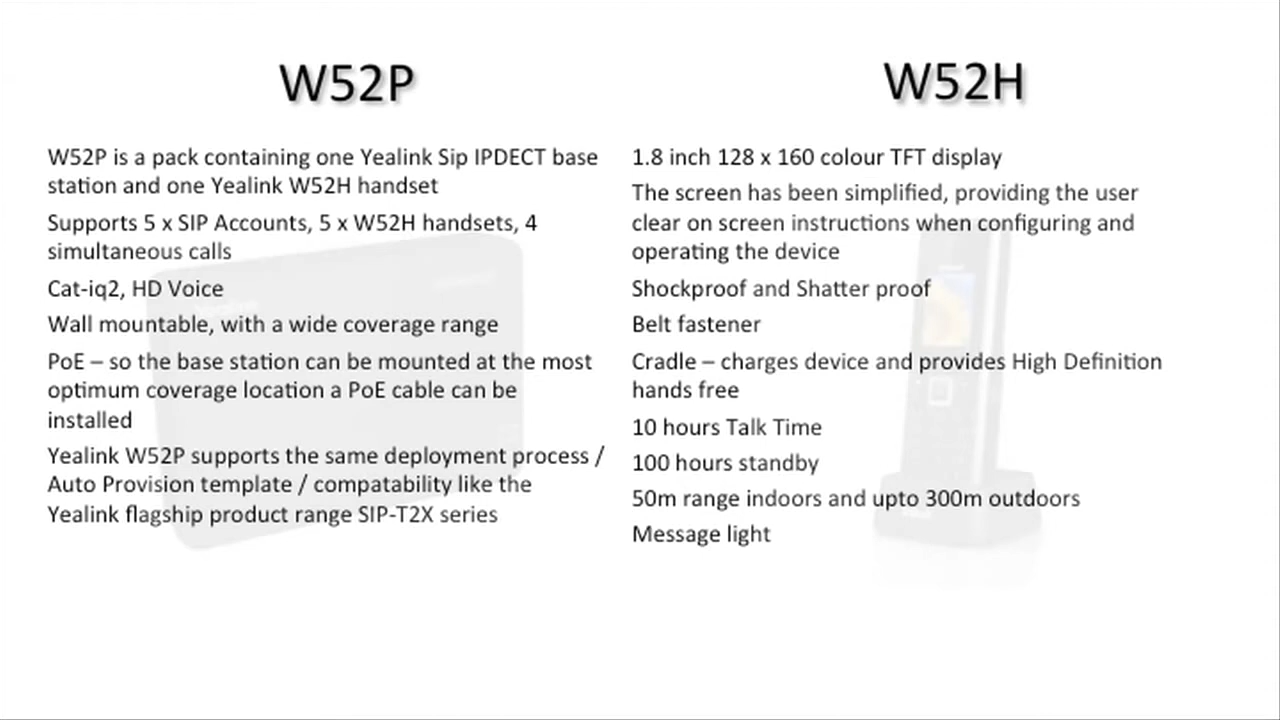 W52P
W52P is a pack containing one Yealink Sip IPDECT base
station and one Yealink W52H handset
Supports 5 x SIP Accounts, 5 x W52H handsets, 4
simultaneous calls
Cat-iq2, HD Voice
Wall mountable, with a wide coverage range
PoE – so the base station can be mounted at the most
optimum coverage location a PoE cable can be
installed
Yealink W52P supports the same deployment process /
Auto Provision template / compatability like the
Yealink flagship product range SIP-T2X series
W52H
1.8 inch 128 x 160 colour TFT display
The screen has been simplified, providing the user
clear on screen instructions when configuring and
operating the device
Shockproof and Shatter proof
Belt fastener
Cradle – charges device and provides High Definition
hands free
10 hours Talk Time
100 hours standby
50m range indoors and upto 300m outdoors
Message light